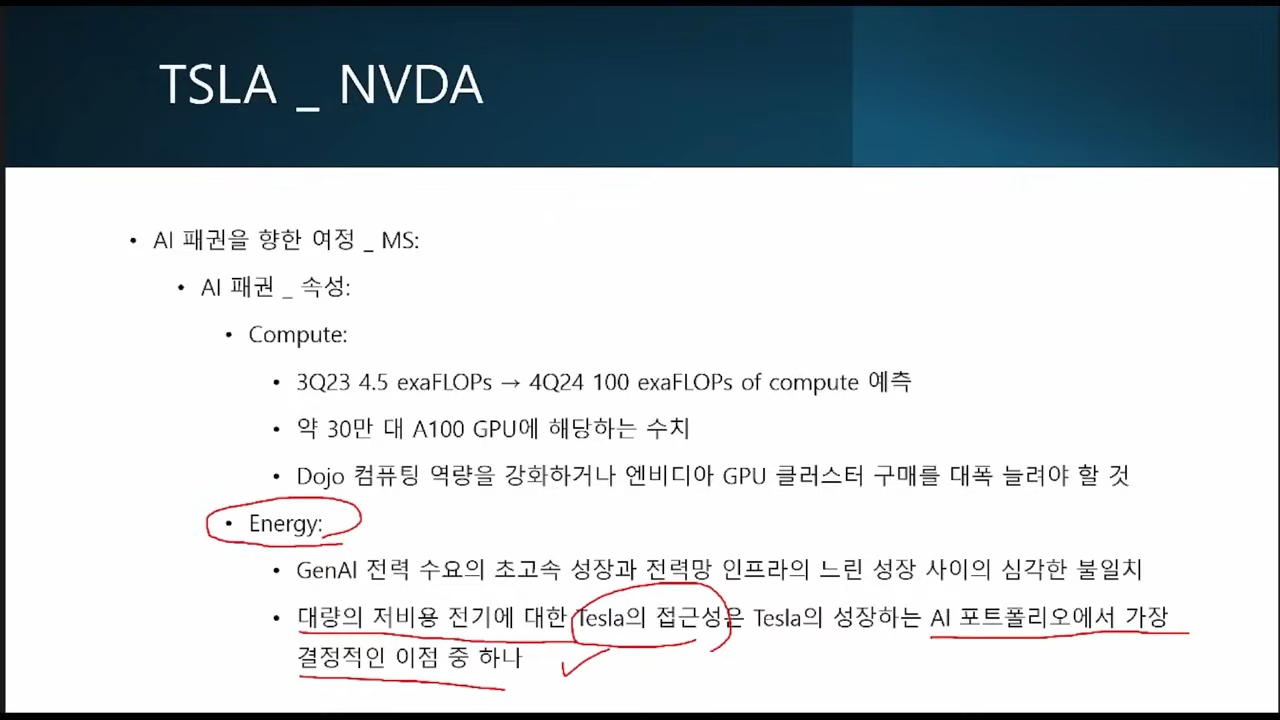 TSLA _ NVDA
• AI 패권을 향한 여정 _ MS:
• AI 패권 _ 속성:
• Compute:
• 3Q23 4.5 exaFLOPs → 4Q24 100 exaFLOPs of compute 예측
• 약 30만 대 A100 GPU에 해당하는 수치
• Dojo 컴퓨팅 역량을 강화하거나 엔비디아 GPU 클러스터 구매를 대폭 늘려야 할 것
• Energy:
• GenAI 전력 수요의 초고속 성장과 전력망 인프라의 느린 성장 사이의 심각한 불일치
• 대량의 저비용 전기에 대한 Tesla의 접근성은 Tesla의 성장하는 AI 포트폴리오에서 가장
결정적인 이점 중 하나